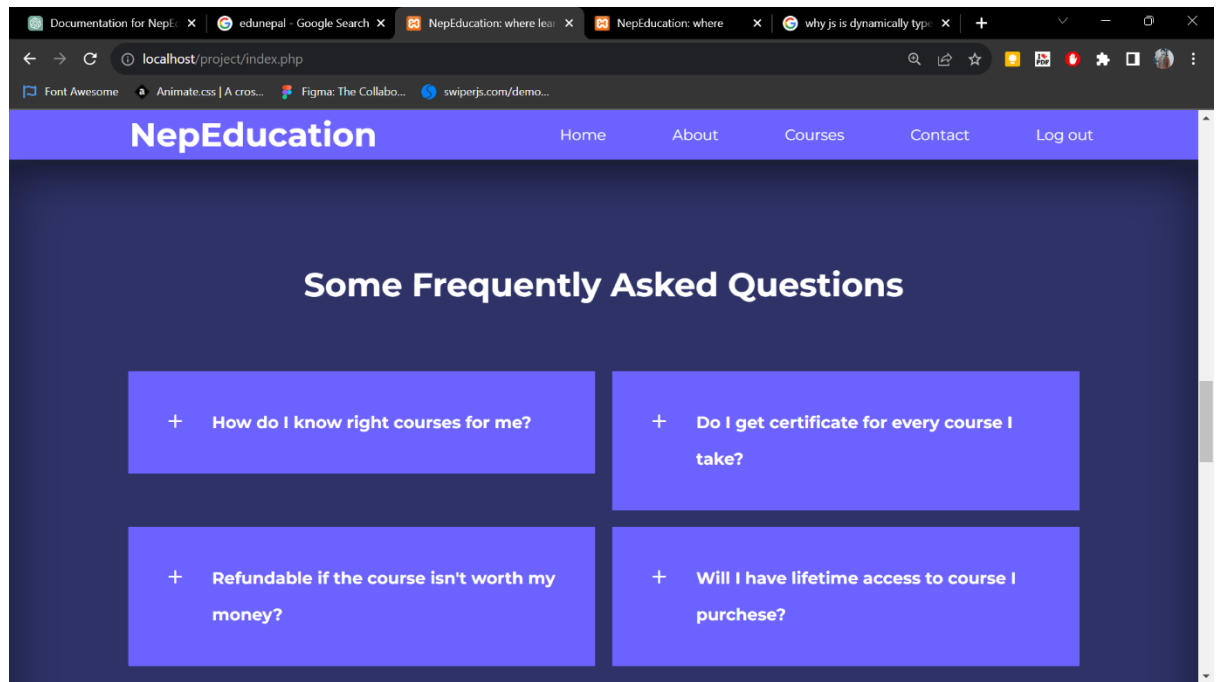 Documentation for NepEc
edunepal - Google Search
NepEducation: where lear
NepEducation: where
why js is dynamically type
localhost/project/index.php
Font Awesome
Animate.css | A cros...
Figma: The Collabo...
swiperjs.com/demo...
NepEducation
Home
About
Courses
Contact
Log out
Some Frequently Asked Questions
+ How do I know right courses for me?
+ Do I get certificate for every course I
take?
+ Refundable if the course isn't worth my
money?
+ Will I have lifetime access to course I
purchese?